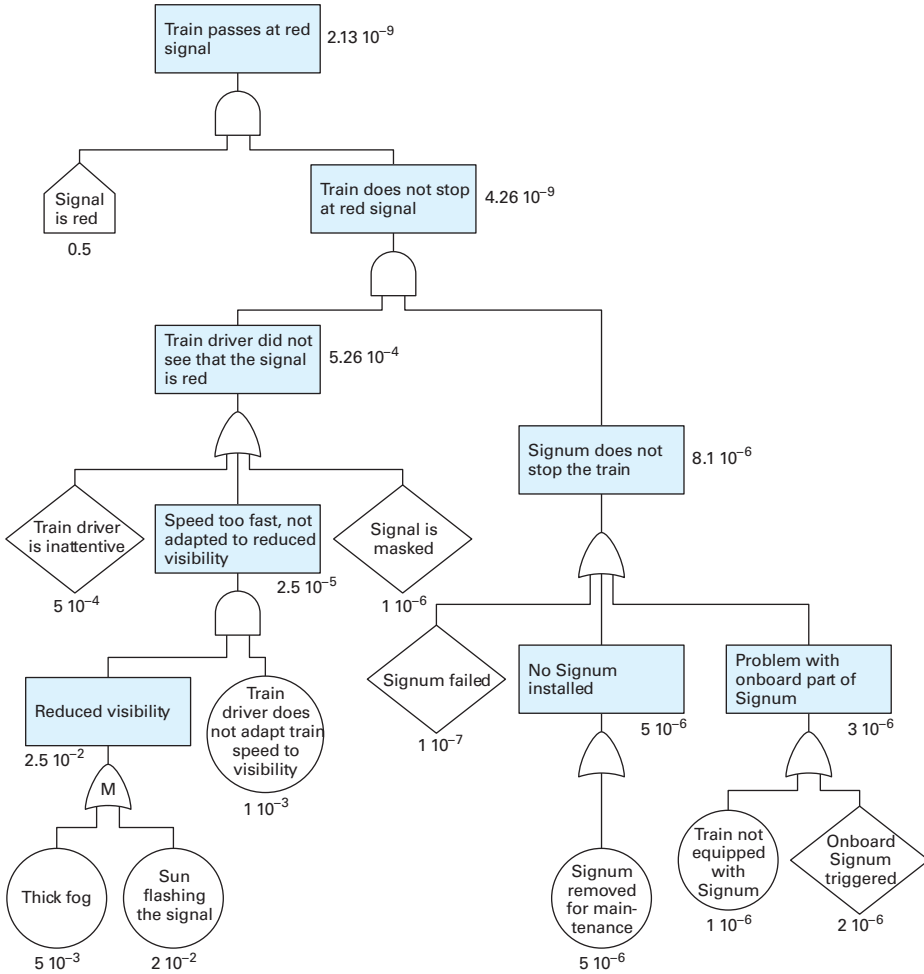 Train passes at red
signal
2.13 10⁻⁹
Signal
is red
0.5
Train does not stop
at red signal
4.26 10⁻⁹
Train driver did not
see that the signal
is red
5.26 10⁻⁴
Signum does not
stop the train
8.1 10⁻⁶
Train driver
is inattentive
5 10⁻⁴
Speed too fast, not
adapted to reduced
visibility
2.5 10⁻⁵
Signal is
masked
1 10⁻⁶
Signum failed
1 10⁻⁷
No Signum
installed
5 10⁻⁶
Problem with
onboard part of
Signum
3 10⁻⁶
Reduced visibility
2.5 10⁻²
Train
driver does
not adapt train
speed to
visibility
1 10⁻³
M
Thick fog
5 10⁻³
Sun
flashing
the signal
2 10⁻²
Signum
removed
for main-
tenance
5 10⁻⁶
Train not
equipped
with
Signum
1 10⁻⁶
Onboard
Signum
triggered
2 10⁻⁶